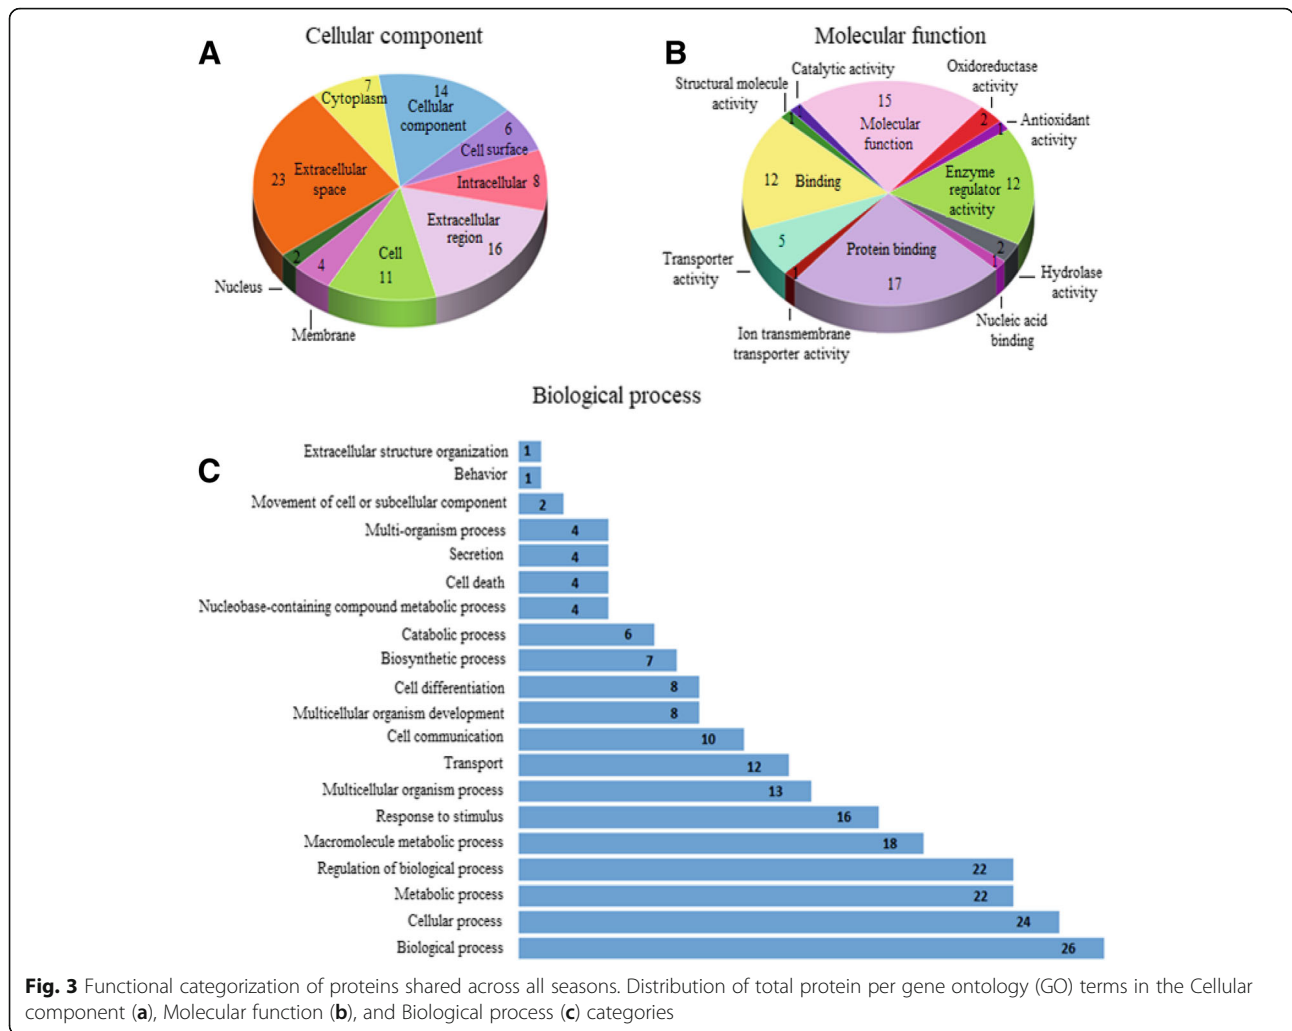 Cellular component
A
7
Cytoplasm
14
Cellular
component
6
Cell surface
Intracellular 8
Extracellular
region
16
Cell
11
4
2
23
Extracellular
space
Nucleus
Membrane
Molecular function
B
Structural molecule
activity
Catalytic activity
Oxidoreductase
activity
Antioxidant
activity
1
1
15
Molecular
function
2
1
Enzyme
regulator
activity
12
2
1
Protein binding
17
1
5
12
Binding
Transporter
activity
Ion transmembrane
transporter activity
Nucleic acid
binding
Hydrolase
activity
Biological process
C
Extracellular structure organization 1
Behavior 1
Movement of cell or subcellular component 2
Multi-organism process 4
Secretion 4
Cell death 4
Nucleobase-containing compound metabolic process 4
Catabolic process 6
Biosynthetic process 7
Cell differentiation 8
Multicellular organism development 8
Cell communication 10
Transport 12
Multicellular organism process 13
Response to stimulus 16
Macromolecule metabolic process 18
Regulation of biological process 22
Metabolic process 22
Cellular process 24
Biological process 26
Fig. 3 Functional categorization of proteins shared across all seasons. Distribution of total protein per gene ontology (GO) terms in the Cellular
component (a), Molecular function (b), and Biological process (c) categories